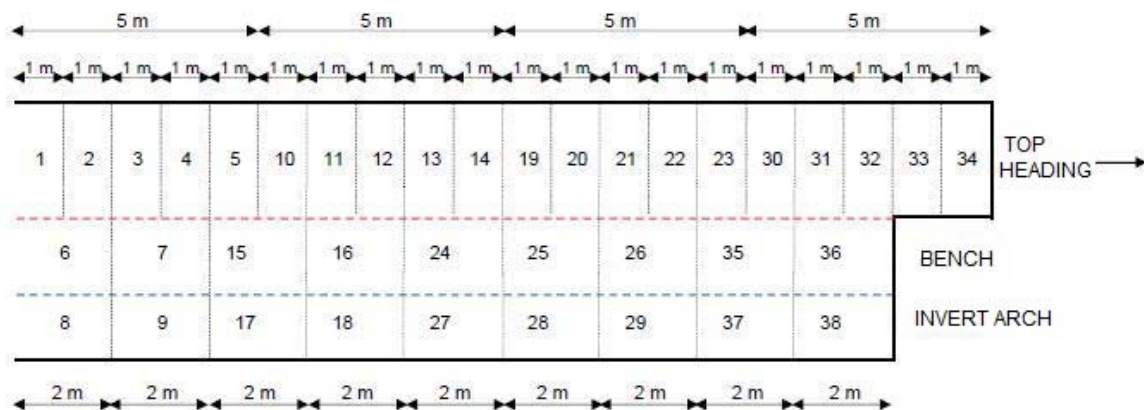 5 m 5 m 5 m 5 m
1 m 1 m 1 m 1 m 1 m 1 m 1 m 1 m 1 m 1 m 1 m 1 m 1 m 1 m 1 m 1 m 1 m 1 m 1 m 1 m
1 2 3 4 5 10 11 12 13 14 19 20 21 22 23 30 31 32 33 34 TOP
HEADING
6 7 15 16 24 25 26 35 36 BENCH
8 9 17 18 27 28 29 37 38 INVERT ARCH
2 m 2 m 2 m 2 m 2 m 2 m 2 m 2 m 2 m